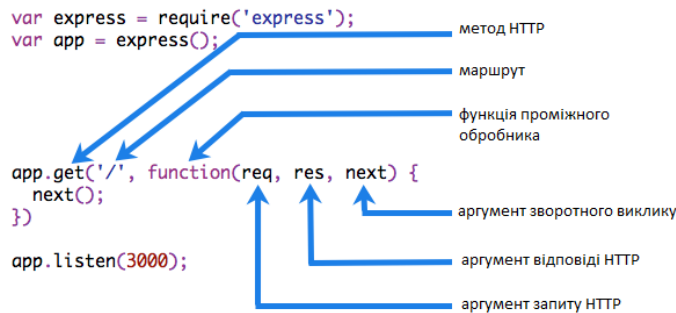 var express = require('express');
var app = express();
метод HTTP
маршрут
функція проміжного
обробника
app.get('/', function(req, res, next) {
  next();
})
аргумент зворотного виклику
app.listen(3000);
аргумент відповіді HTTP
аргумент запиту HTTP